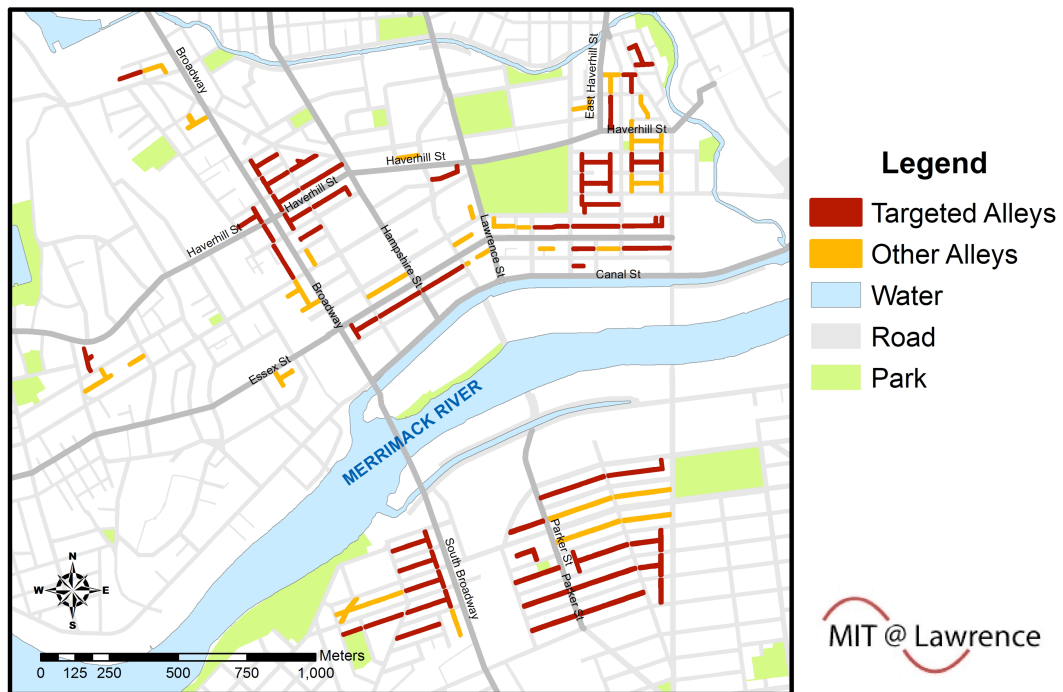 Broadway
East Haverhill St
Haverhill St
Haverhill St
Haverhill St
Haverhill St
Hampshire St
Lawrence St
Canal St
Broadway
Essex St
MERRIMACK RIVER
South Broadway
Parker St
Parker St
N
W E
S
Meters
0 125 250 500 750 1,000
Legend
Targeted Alleys
Other Alleys
Water
Road
Park
MIT @ Lawrence